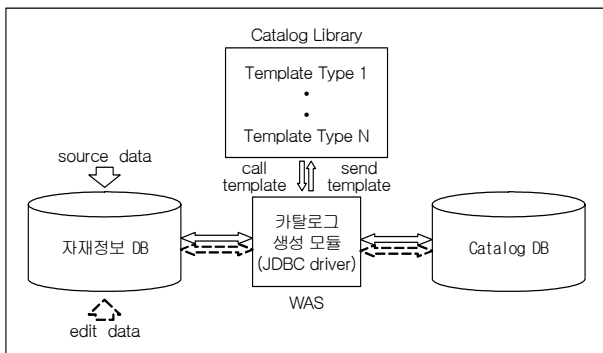 Catalog Library
Template Type 1
Template Type N
source data
call
template
send
template
자재정보 DB
카탈로그
생성 모듈
(JDBC driver)
Catalog DB
WAS
edit data